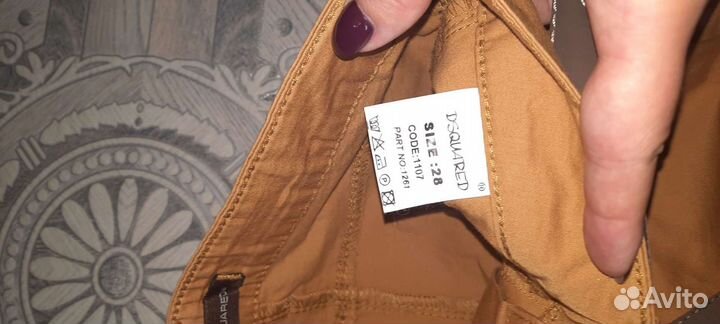 DSQUARED
®
SIZE :28
CODE:1107
PART NO:1261
P
Avito